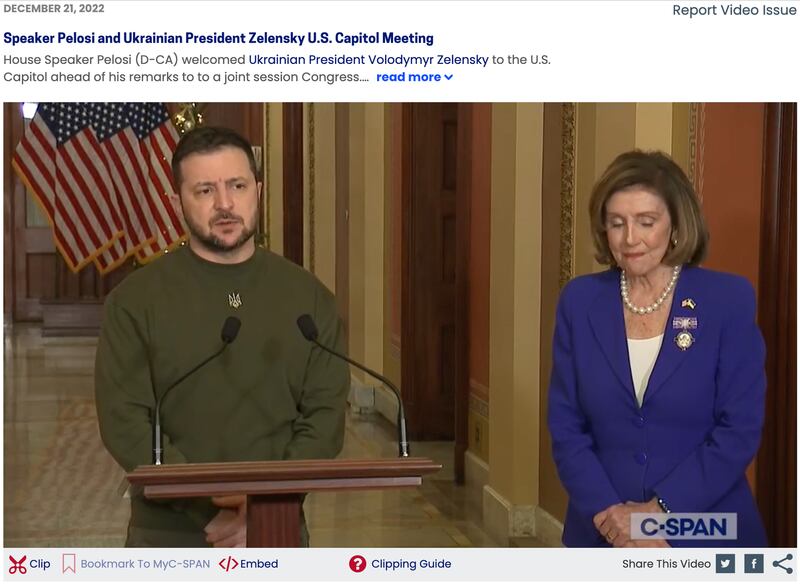 DECEMBER 21, 2022
Report Video Issue
Speaker Pelosi and Ukrainian President Zelensky U.S. Capitol Meeting
House Speaker Pelosi (D-CA) welcomed Ukrainian President Volodymyr Zelensky to the U.S.
Capitol ahead of his remarks to to a joint session Congress.... read more
C-SPAN
Clip
Bookmark To MyC-SPAN
Embed
? Clipping Guide
Share This Video